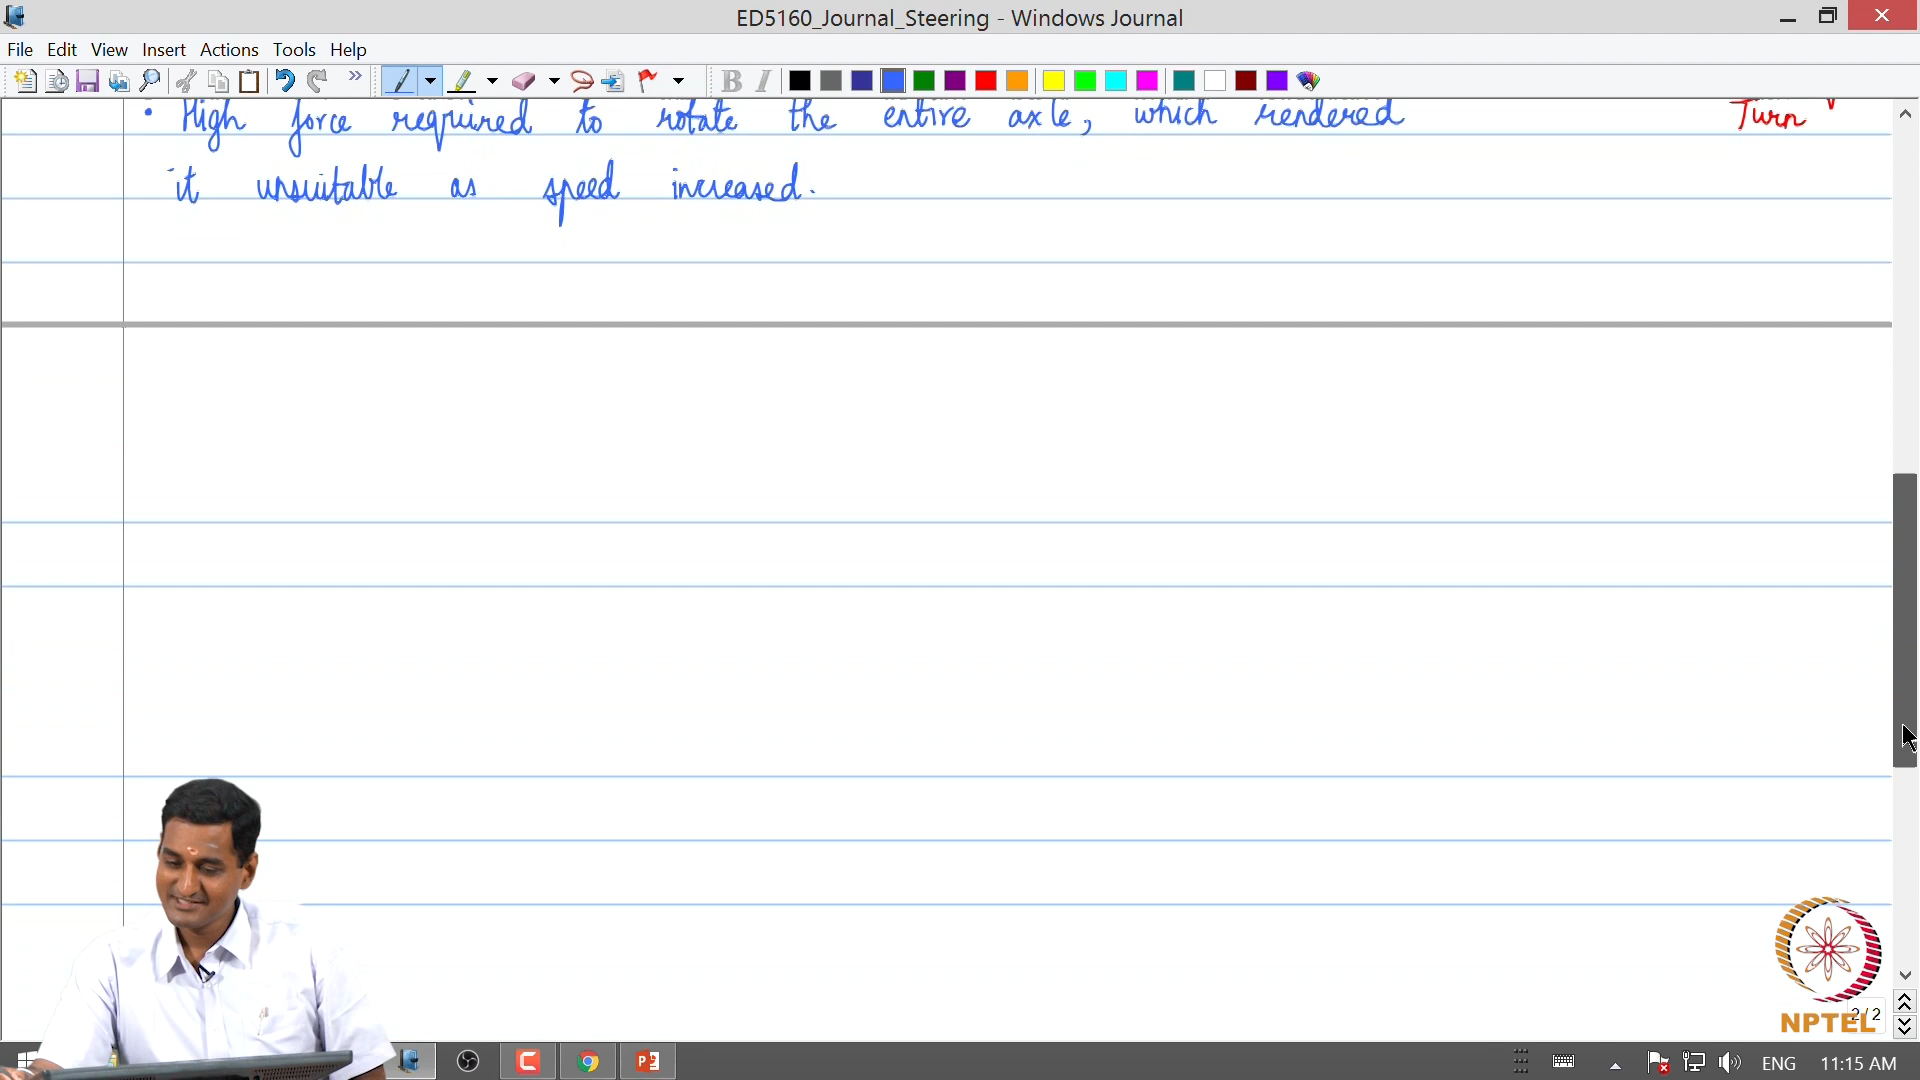 ED5160_Journal_Steering - Windows Journal
File Edit View Insert Actions Tools Help
B I
• High force required to rotate the entire axle, which rendered
Turn
it unsuitable as speed increased.
2/2
NPTEL
ENG 11:15 AM